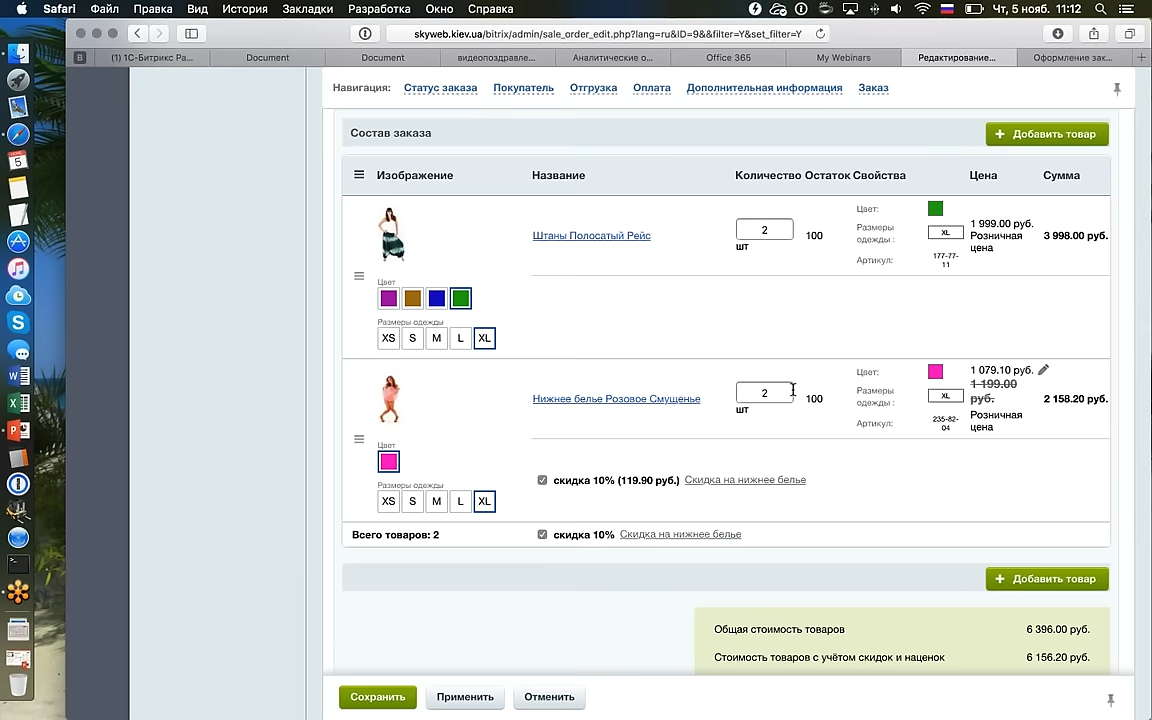 Safari Файл Правка Вид История Закладки Разработка Окно Справка Чт, 5 нояб. 11:12
skyweb.kiev.ua/bitrix/admin/sale_order_edit.php?lang=ru&ID=9&&filter=Y&set_filter=Y
(1) 1С-Битрикс Ра... Document Document видеопоздравле... Аналитические о... Office 365 My Webinars Редактирование... Оформление зак...
Навигация: Статус заказа Покупатель Отгрузка Оплата Дополнительная информация Заказ
Состав заказа
+ Добавить товар
Изображение Название Количество Остаток Свойства Цена Сумма
Штаны Полосатый Рейс
2
шт
100
Цвет:
Размеры одежды :
XL
Артикул:
177-77-11
1 999.00 руб.
Розничная
цена
3 998.00 руб.
Цвет
Размеры одежды
XS S M L XL
Нижнее белье Розовое Смущенье
2
шт
100
Цвет:
Размеры одежды :
XL
Артикул:
235-82-04
1 079.10 руб.
1 199.00
руб.
Розничная
цена
2 158.20 руб.
Цвет
Размеры одежды
XS S M L XL
скидка 10% (119.90 руб.) Скидка на нижнее белье
Всего товаров: 2
скидка 10% Скидка на нижнее белье
+ Добавить товар
Общая стоимость товаров 6 396.00 руб.
Стоимость товаров с учётом скидок и наценок 6 156.20 руб.
Сохранить Применить Отменить